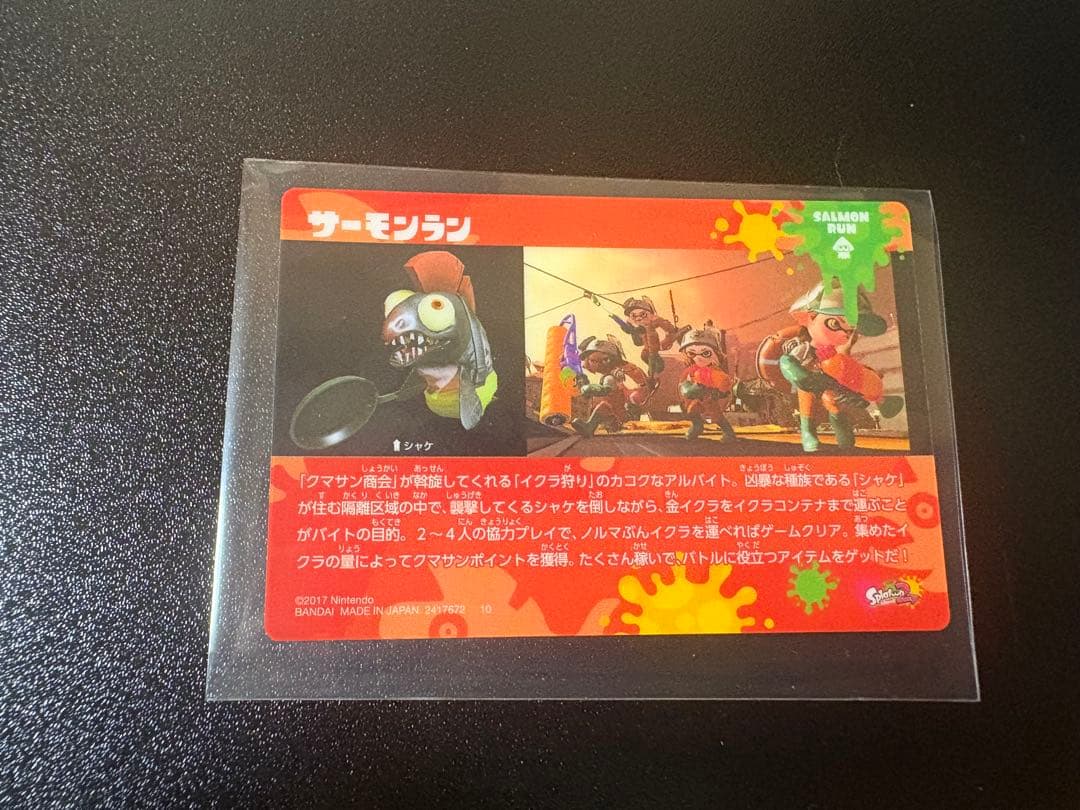 サーモンラン
SALMON
RUN
⬆シャケ
「クマサン商会」が斡旋してくれる「イクラ狩り」のカコクなアルバイト。凶暴な種族である「シャケ」
が住む隔離区域の中で、襲撃してくるシャケを倒しながら、金イクラをイクラコンテナまで運ぶこと
がバイトの目的。2〜4人の協力プレイで、ノルマぶんイクラを運べればゲームクリア。集めたイ
クラの量によってクマサンポイントを獲得。たくさん稼いで、バトルに役立つアイテムをゲットだ!
©2017 Nintendo
BANDAI MADE IN JAPAN 2417672 10
Splatoon 2